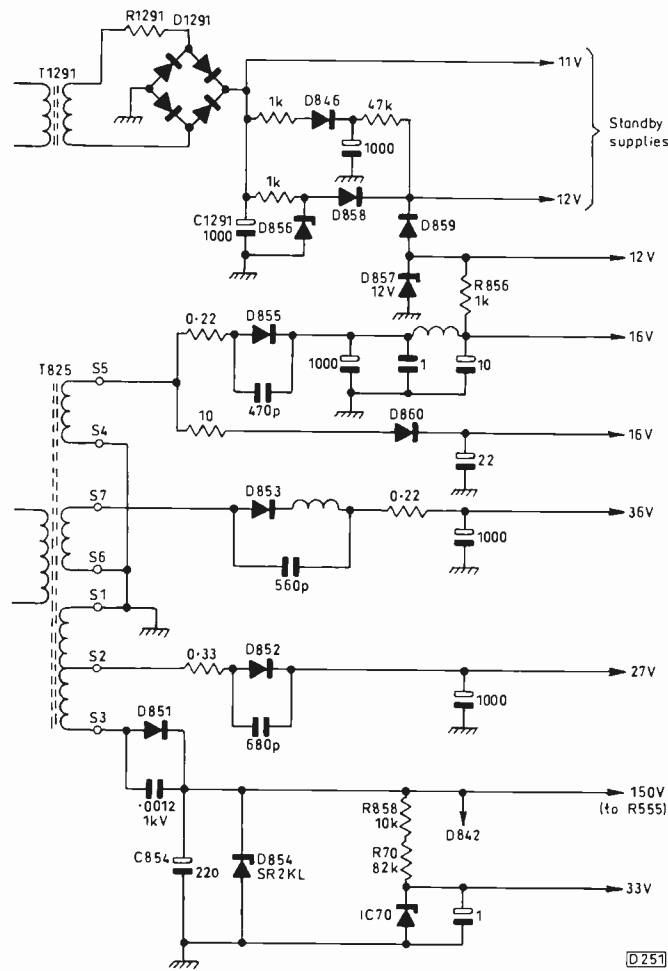 R1291 D1291
T1291
11V
1k D846 47k
1000
Standby
supplies
1k
C1291
1000
D856
D858
12V
D859
12V
D857
12V
R856
1k
0·22 D855
16V
1000 1 10
470p
T825
S5
10 D860
16V
S4
22
S7
D853
0·22
36V
1000
S6
560p
S1
S2
0·33 D852
27V
1000
680p
S3
D851
·0012
1kV
150V
(to R555)
R858
10k
D842
R70
82k
C854
220
D854
SR2KL
33V
IC70
1
D251